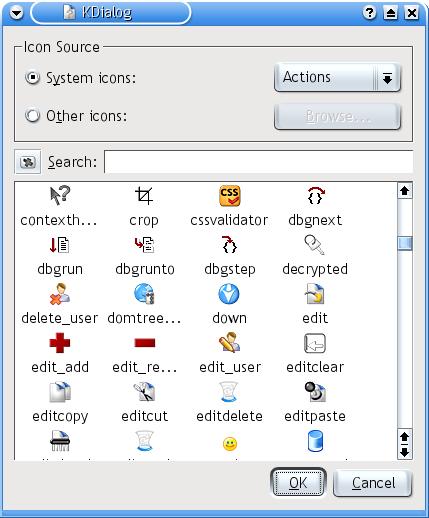 KDialog
Icon Source
System icons: Actions
Other icons: Browse...
Search:
contexth... crop cssvalidator dbgnext
dbgrun dbgrunto dbgstep decrypted
delete_user domtree... down edit
edit_add edit_re... edit_user editclear
editcopy editcut editdelete editpaste
OK Cancel